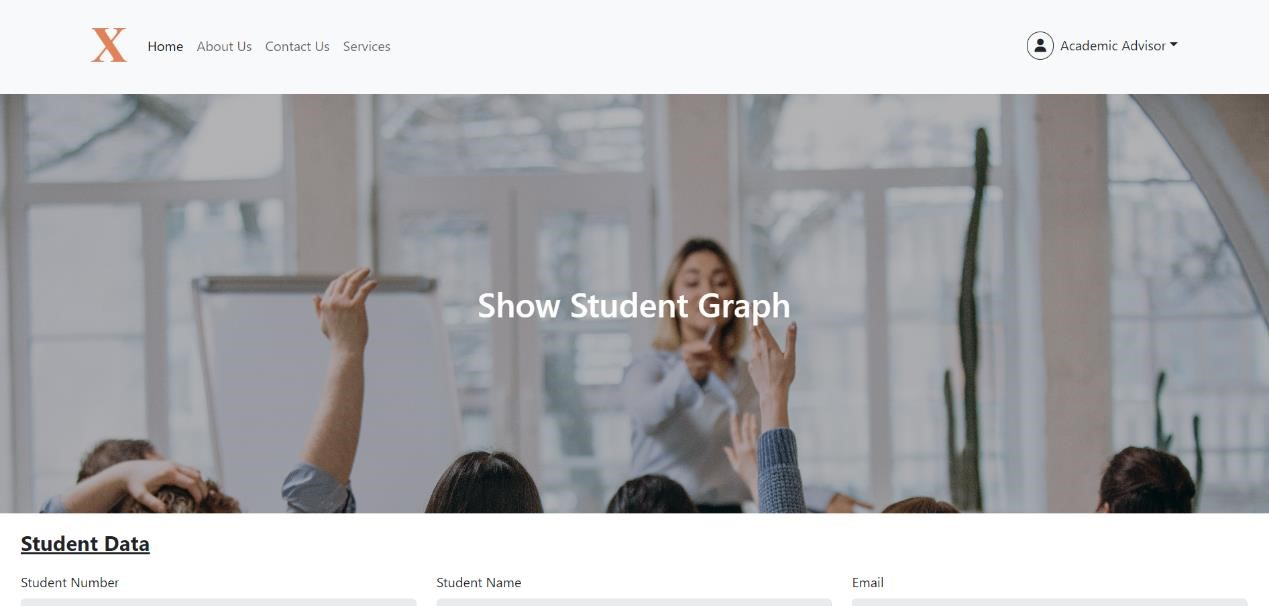 X
Home About Us Contact Us Services
Academic Advisor
Show Student Graph
Student Data
Student Number Student Name Email